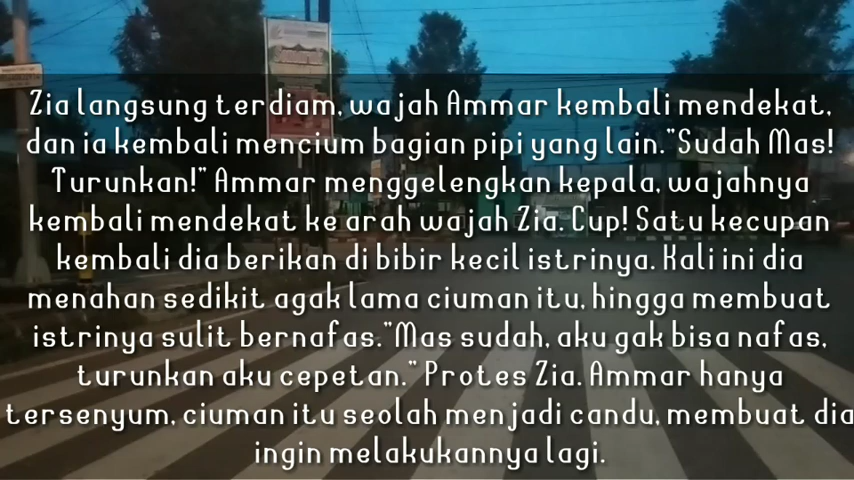 Zia langsung terdiam, wajah Ammar kembali mendekat,
dan ia kembali mencium bagian pipi yang lain."Sudah Mas!
Turunkan!" Ammar menggelengkan kepala, wajahnya
kembali mendekat ke arah wajah Zia. Cup! Satu kecupan
kembali dia berikan di bibir kecil istrinya. Kali ini dia
menahan sedikit agak lama ciuman itu, hingga membuat
istrinya sulit bernafas."Mas sudah, aku gak bisa nafas,
turunkan aku cepetan." Protes Zia. Ammar hanya
tersenyum, ciuman itu seolah menjadi candu, membuat dia
ingin melakukannya lagi.